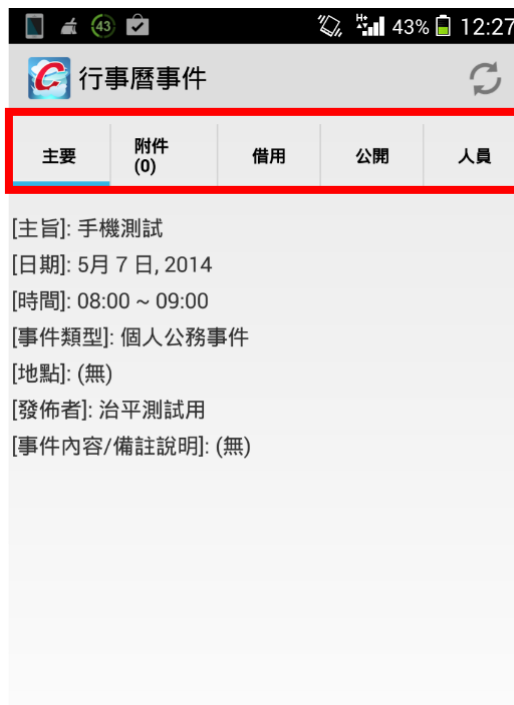 43 43% 12:27
行事曆事件
主要 附件 借用 公開 人員
(0)
[主旨]: 手機測試
[日期]: 5月 7 日, 2014
[時間]: 08:00 ~ 09:00
[事件類型]: 個人公務事件
[地點]: (無)
[發佈者]: 治平測試用
[事件內容/備註說明]: (無)